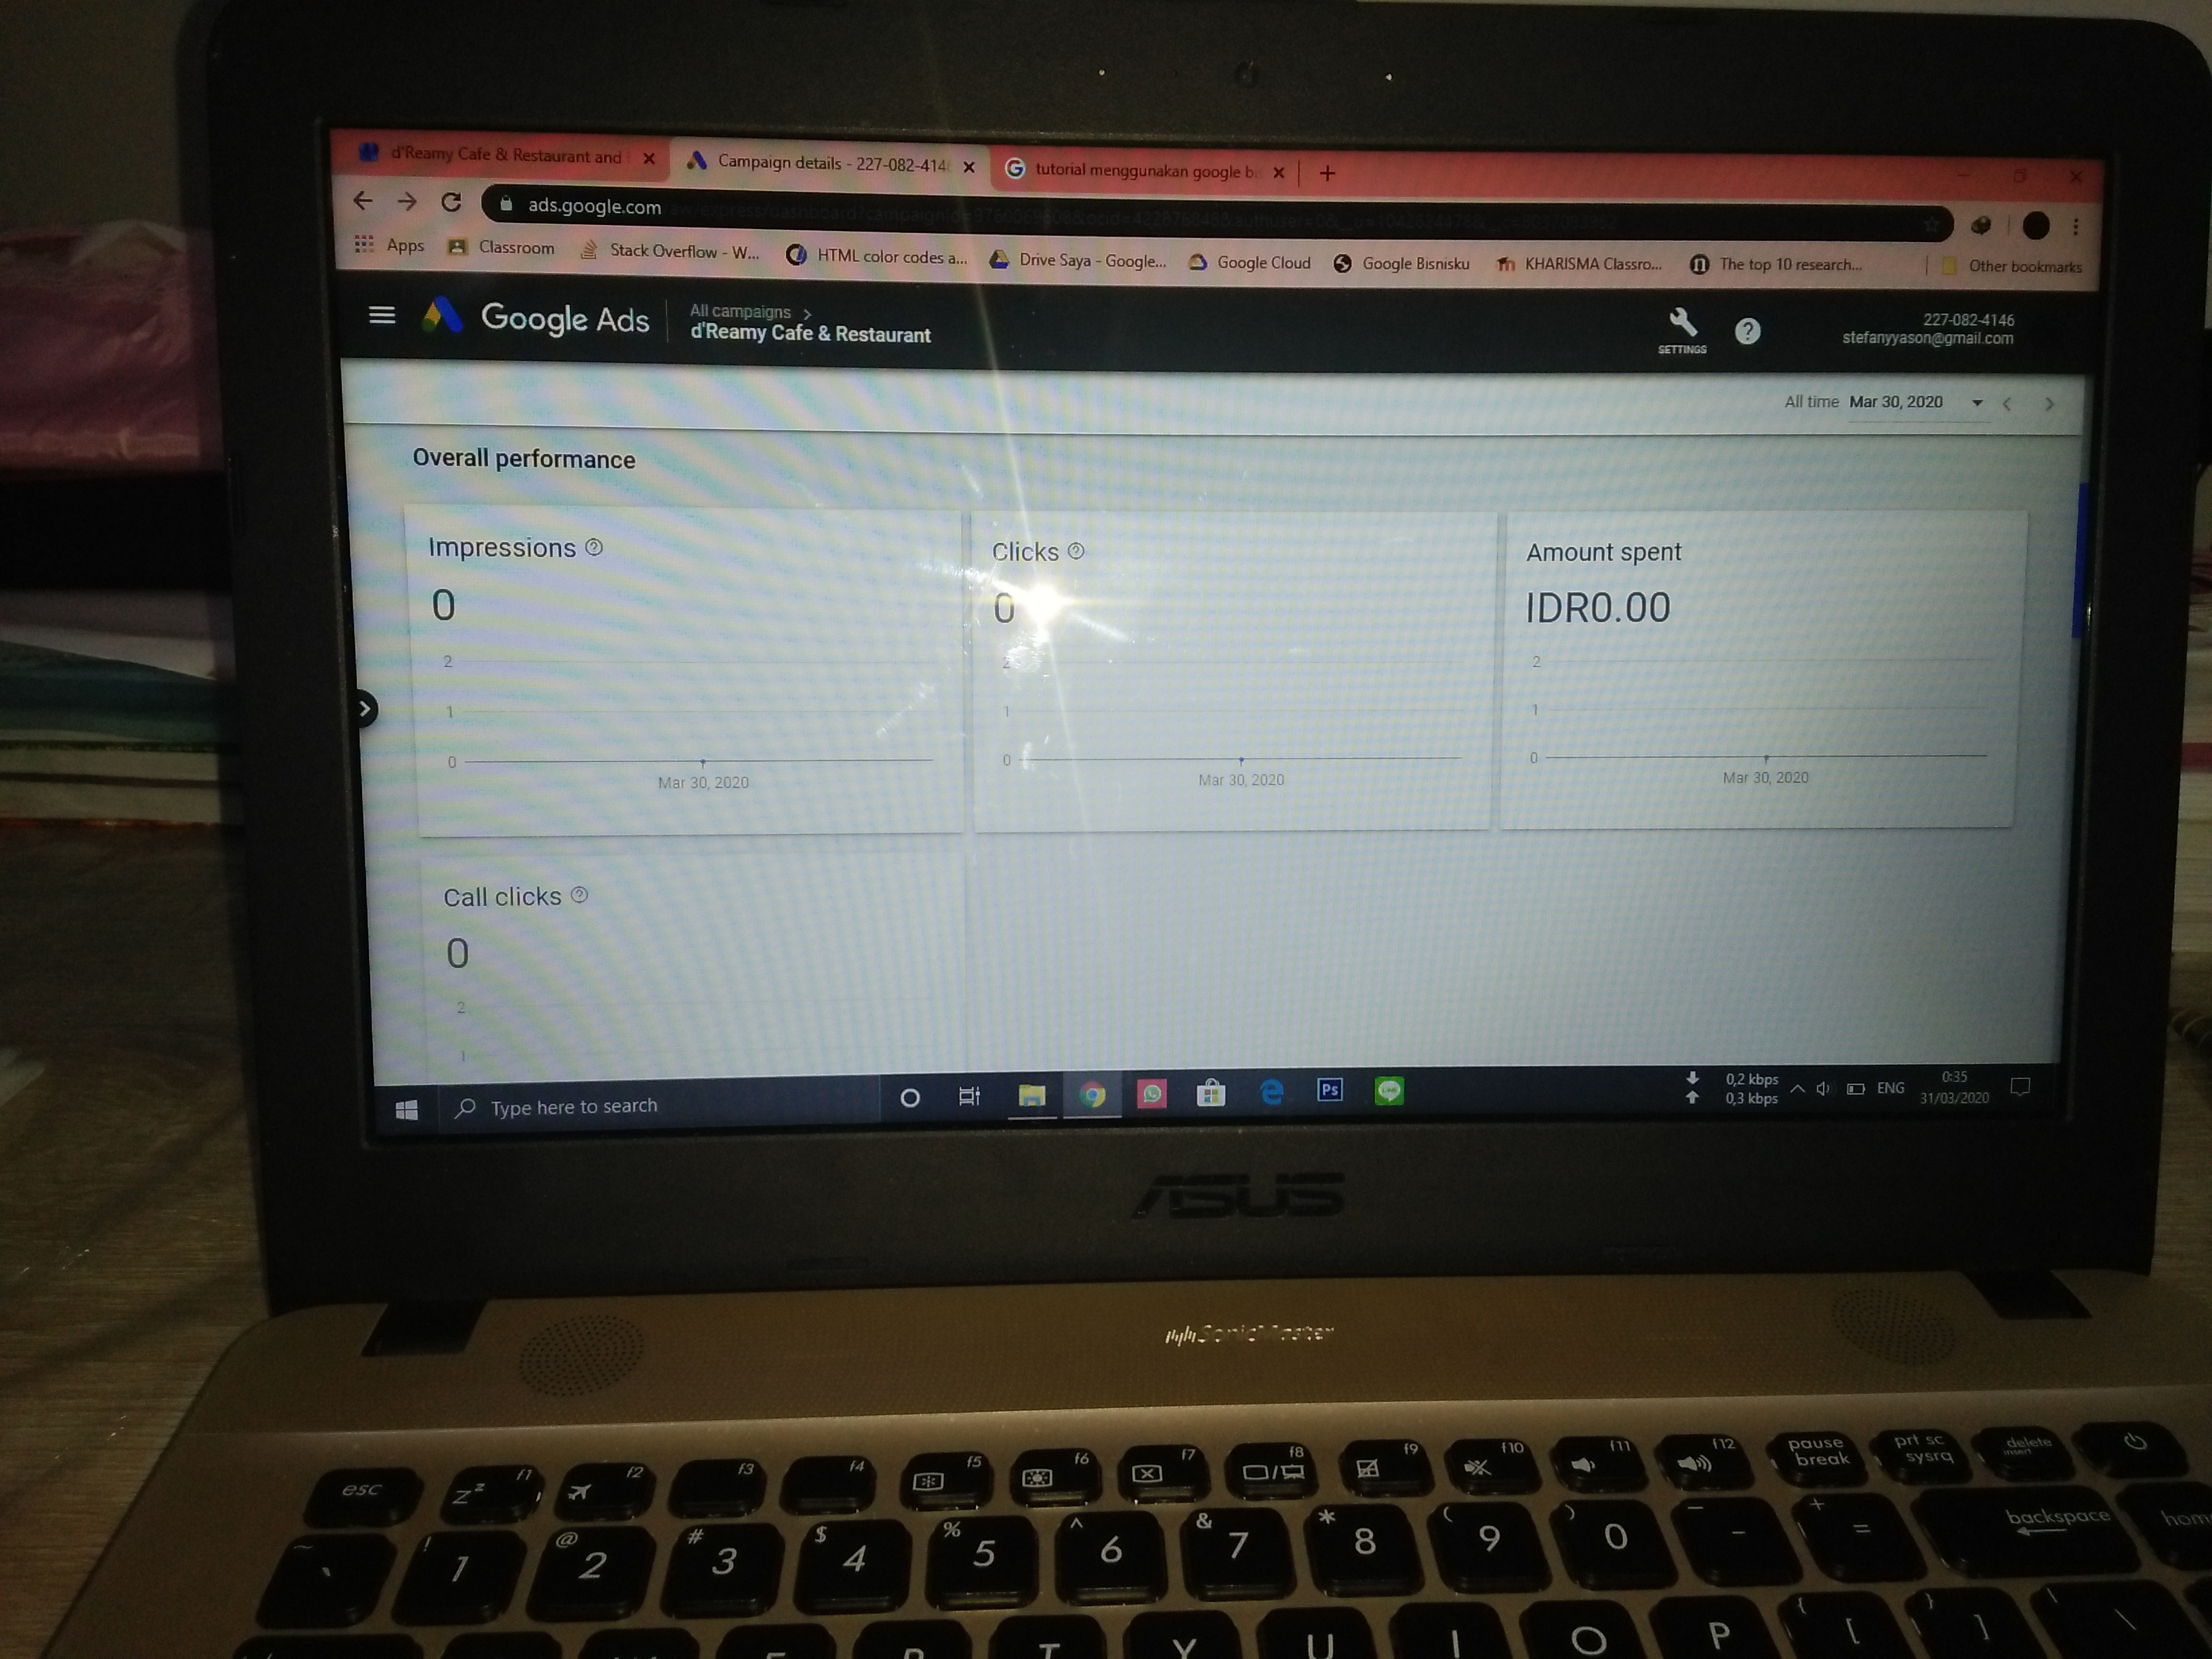 d'Reamy Cafe & Restaurant and
Campaign details - 227-082-414
tutorial menggunakan google b
ads.google.com
Apps
Classroom
Stack Overflow - W...
HTML color codes a...
Drive Saya - Google...
Google Cloud
Google Bisnisku
KHARISMA Classro...
The top 10 research...
Other bookmarks
Google Ads
All campaigns >
d'Reamy Cafe & Restaurant
SETTINGS
227-082-4146
stefanyyason@gmail.com
All time Mar 30, 2020
Overall performance
Impressions
0
2
1
0
Mar 30, 2020
Clicks
0
2
1
0
Mar 30, 2020
Amount spent
IDR0.00
2
1
0
Mar 30, 2020
Call clicks
0
2
1
Type here to search
Ps
0,2 kbps
0,3 kbps
ENG
0:35
31/03/2020
ASUS
SonicMaster
esc f1 f2 f3 f4 f5 f6 f7 f8 f9 f10 f11 f12 pause break prt sc sysrq delete insert
~ ` ! 1 @ 2 # 3 $ 4 % 5 ^ 6 & 7 * 8 ( 9 ) 0 _ - + = backspace hom
T Y U I O P { [ } ] \